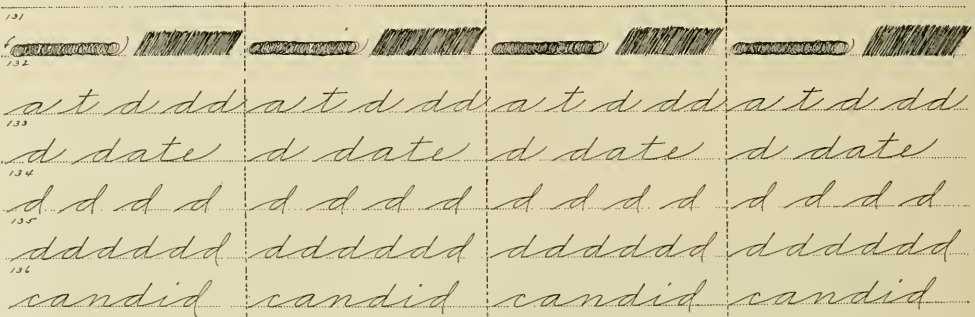 131
132
a t d dd a t d dd a t d dd a t d dd
133
d date d date d date d date
134
d d d d d d d d d d d d d d d d
135
dddddd dddddd dddddd dddddd
136
candid candid candid candid